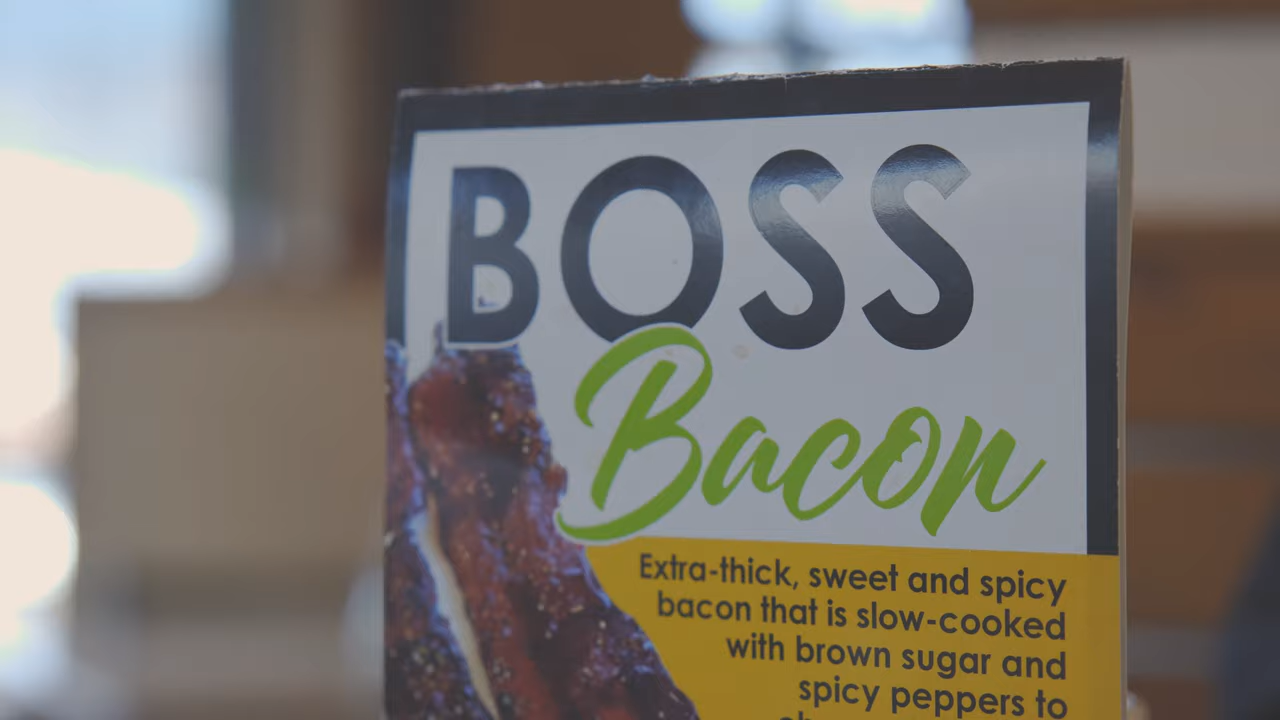 BOSS
Bacon
Extra-thick, sweet and spicy
bacon that is slow-cooked
with brown sugar and
spicy peppers to